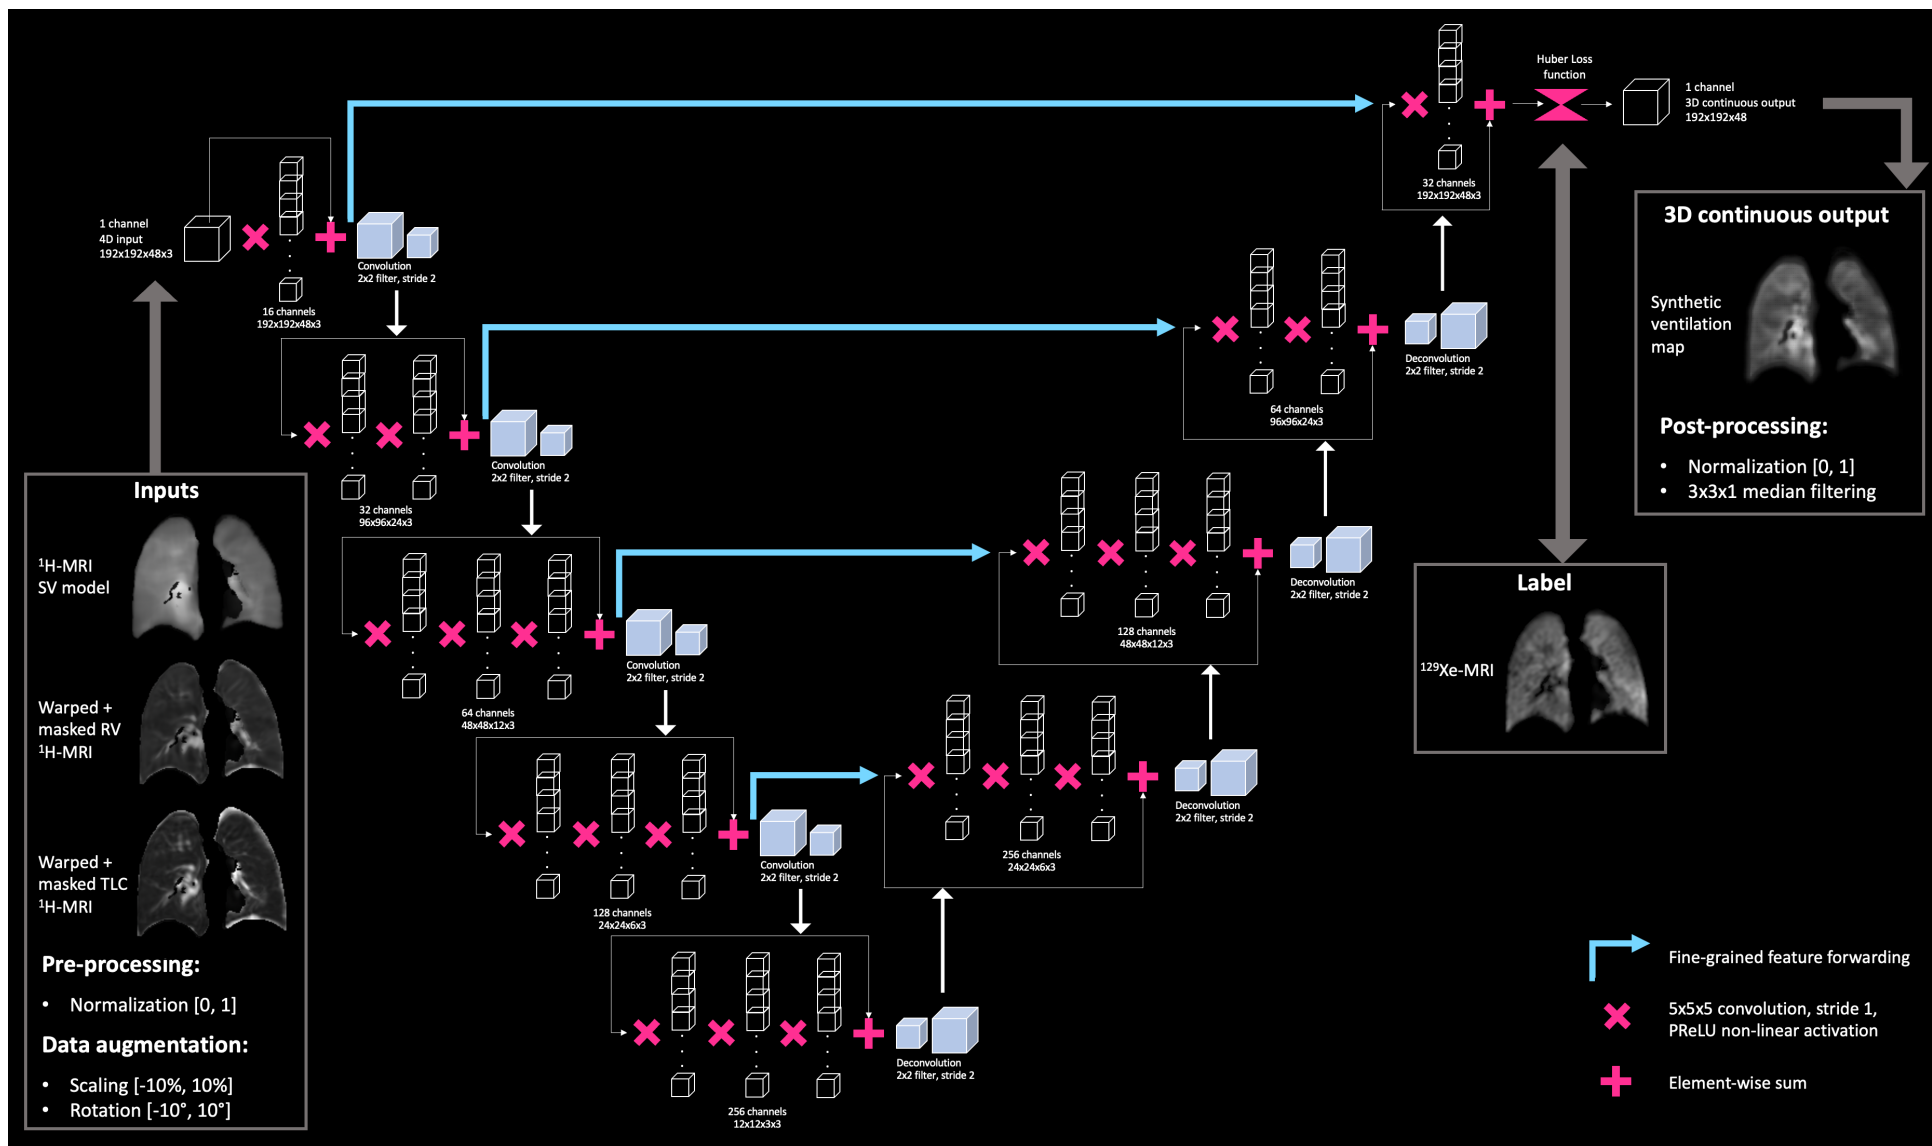 Huber Loss
function
1 channel
3D continuous output
192x192x48
32 channels
192x192x48x3
1 channel
4D input
192x192x48x3
Convolution
2x2 filter, stride 2
16 channels
192x192x48x3
3D continuous output
Synthetic
ventilation
map
Post-processing:
• Normalization [0, 1]
• 3x3x1 median filtering
Deconvolution
2x2 filter, stride 2
64 channels
96x96x24x3
Convolution
2x2 filter, stride 2
32 channels
96x96x24x3
Inputs
¹H-MRI
SV model
Warped +
masked RV
¹H-MRI
Warped +
masked TLC
¹H-MRI
Pre-processing:
• Normalization [0, 1]
Data augmentation:
• Scaling [-10%, 10%]
• Rotation [-10°, 10°]
Deconvolution
2x2 filter, stride 2
128 channels
48x48x12x3
Label
¹²⁹Xe-MRI
Convolution
2x2 filter, stride 2
64 channels
48x48x12x3
Deconvolution
2x2 filter, stride 2
256 channels
24x24x6x3
Convolution
2x2 filter, stride 2
128 channels
24x24x6x3
Deconvolution
2x2 filter, stride 2
256 channels
12x12x3x3
Fine-grained feature forwarding
5x5x5 convolution, stride 1,
PReLU non-linear activation
Element-wise sum